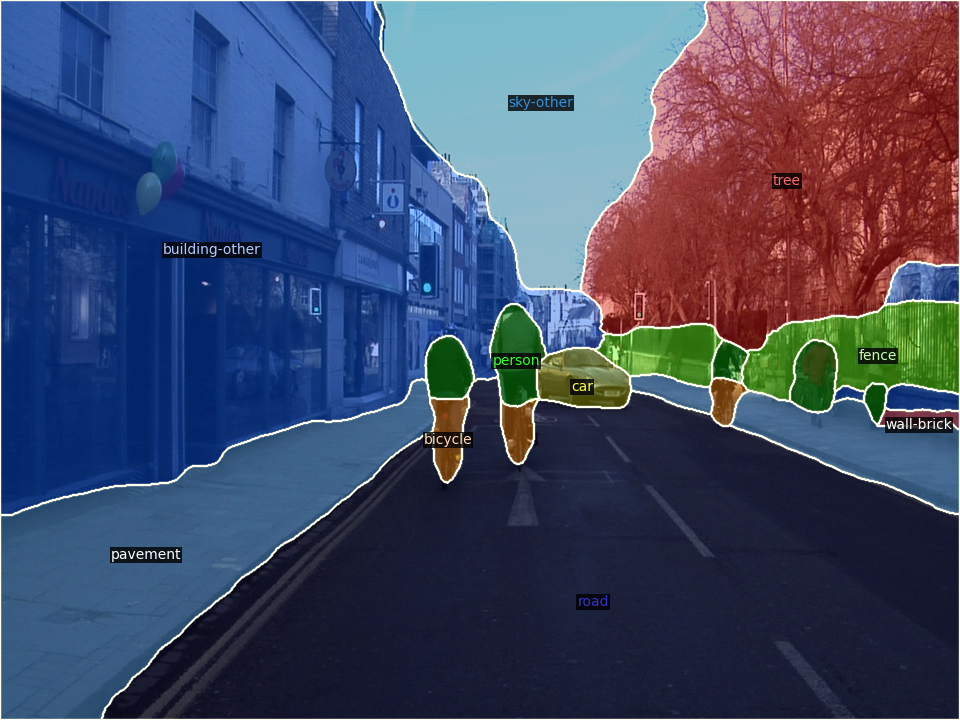 sky-other
tree
building-other
fence
person
car
wall-brick
bicycle
pavement
road